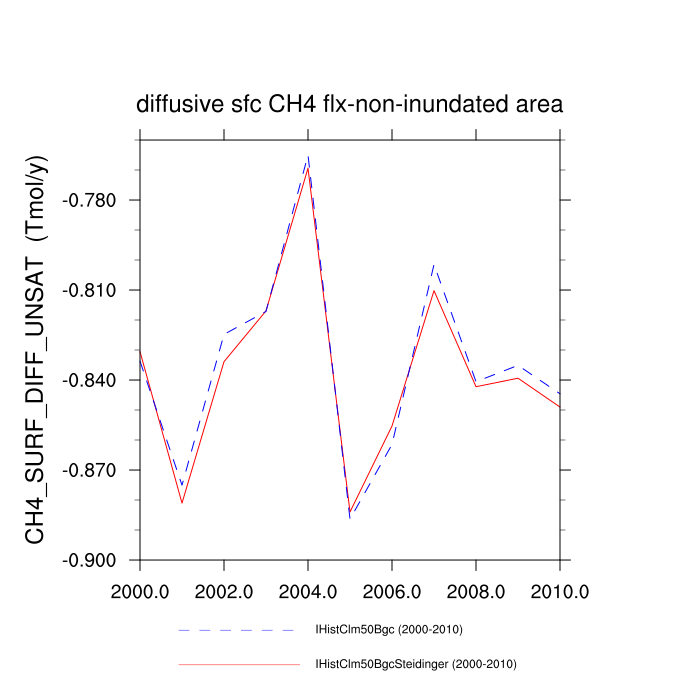 diffusive sfc CH4 flx-non-inundated area
CH4_SURF_DIFF_UNSAT (Tmol/y)
-0.780
-0.810
-0.840
-0.870
-0.900
2000.0 2002.0 2004.0 2006.0 2008.0 2010.0
IHistClm50Bgc (2000-2010)
IHistClm50BgcSteidinger (2000-2010)